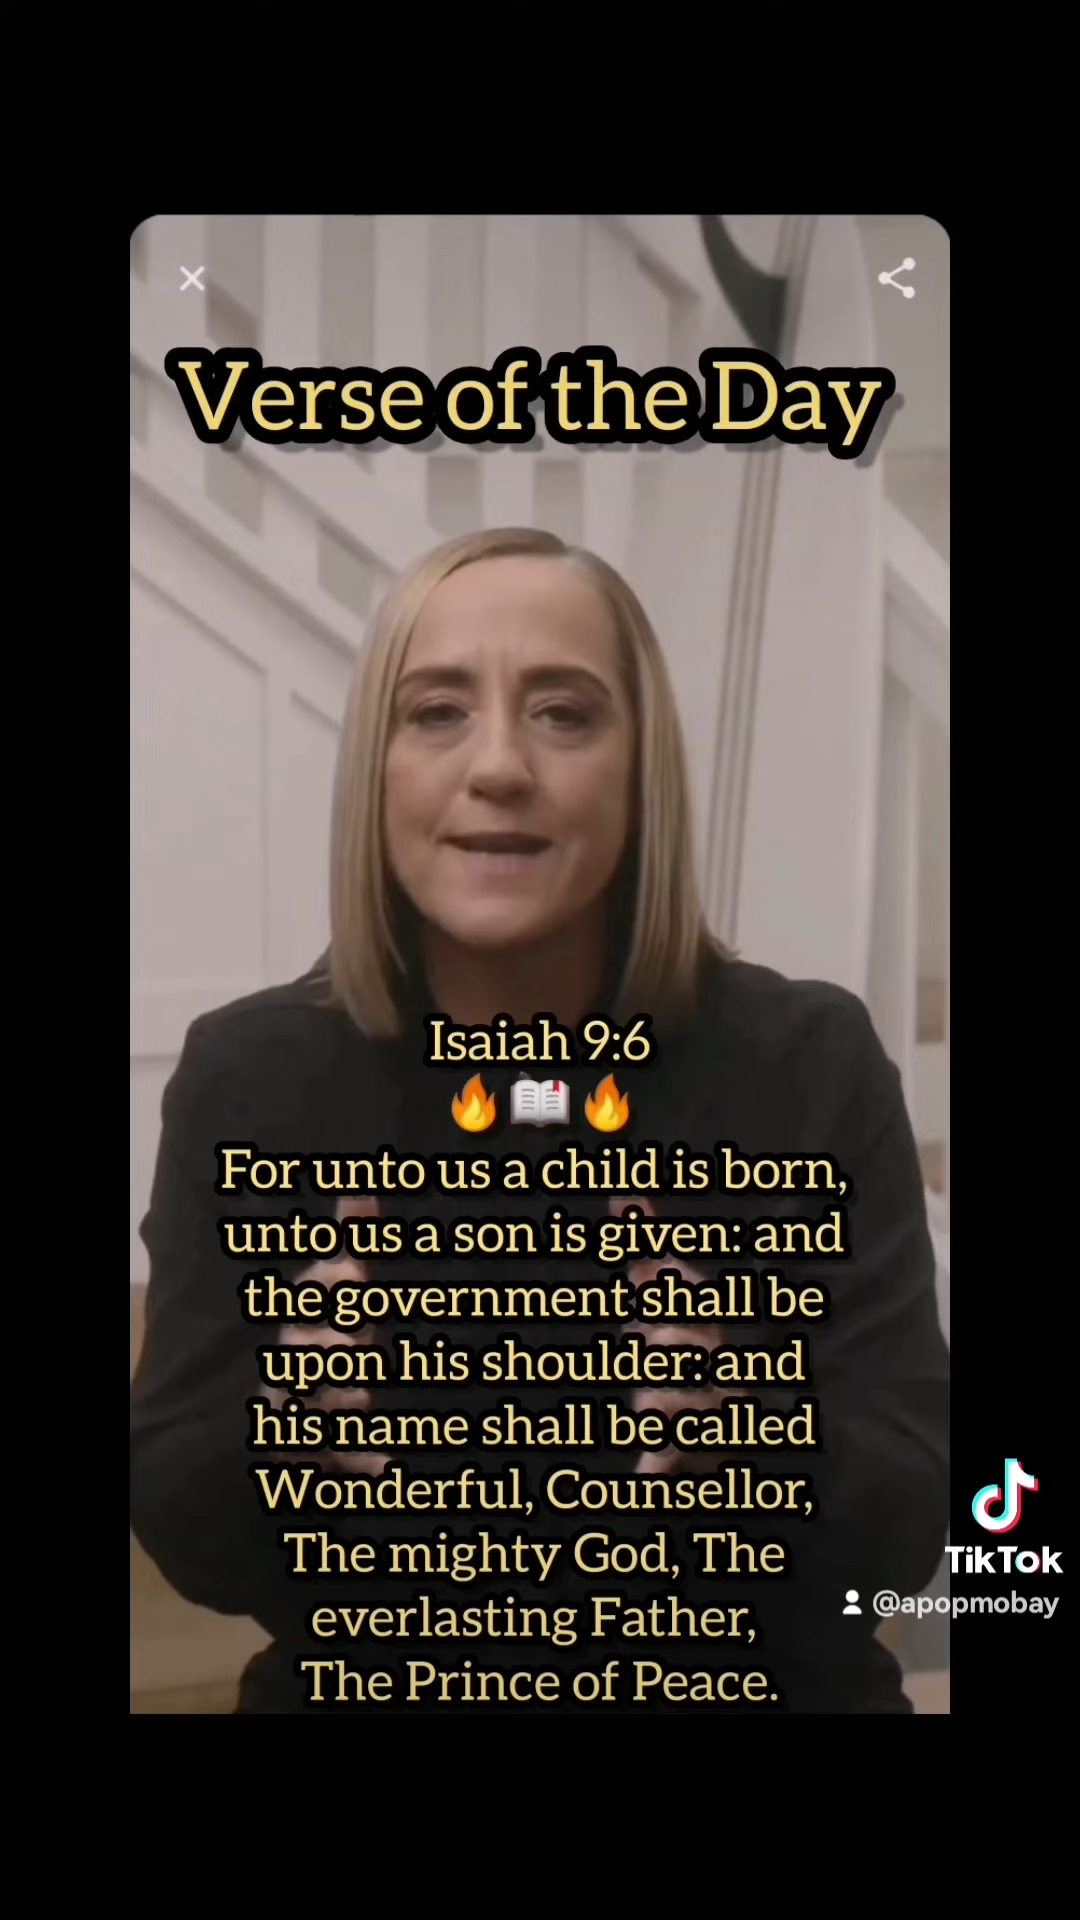 Verse of the Day
Isaiah 9:6
For unto us a child is born,
unto us a son is given: and
the government shall be
upon his shoulder: and
his name shall be called
Wonderful, Counsellor,
The mighty God, The
everlasting Father,
The Prince of Peace.
TikTok
@apopmobay